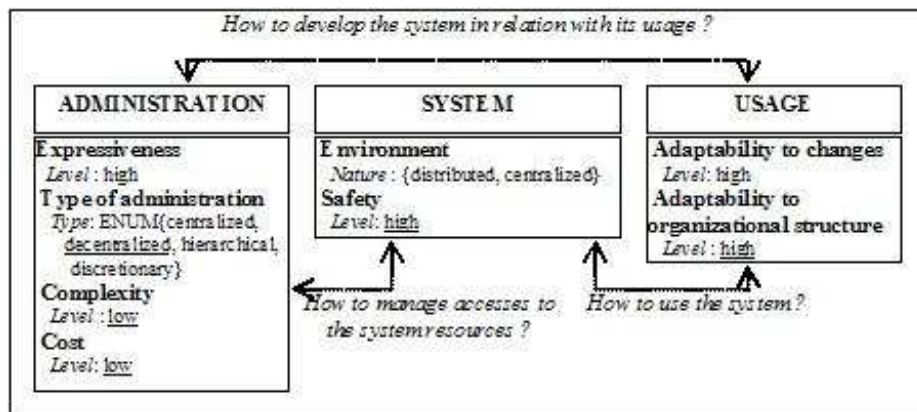 How to develop the system in relation with its usage ?
ADMINISTRATION
Expressiveness
Level : high
Type of administration
Type: ENUM{centralized,
decentralized, hierarchical,
discretionary}
Complexity
Level : low
Cost
Level: low
SYSTEM
Environment
Nature : {distributed, centralized}
Safety
Level: high
USAGE
Adaptability to changes
Level: high
Adaptability to
organizational structure
Level : high
How to manage accesses to
the system resources ?
How to use the system ?